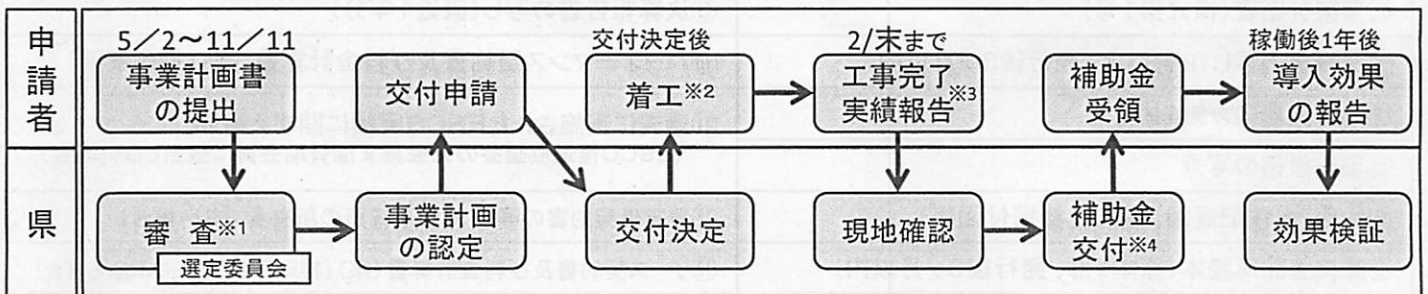 申請者
5／2～11／11
事業計画書
の提出
交付申請
交付決定後
着工※2
2/末まで
工事完了
実績報告※3
補助金
受領
稼働後1年後
導入効果
の報告
県
審　査※1
選定委員会
事業計画
の認定
交付決定
現地確認
補助金
交付※4
効果検証